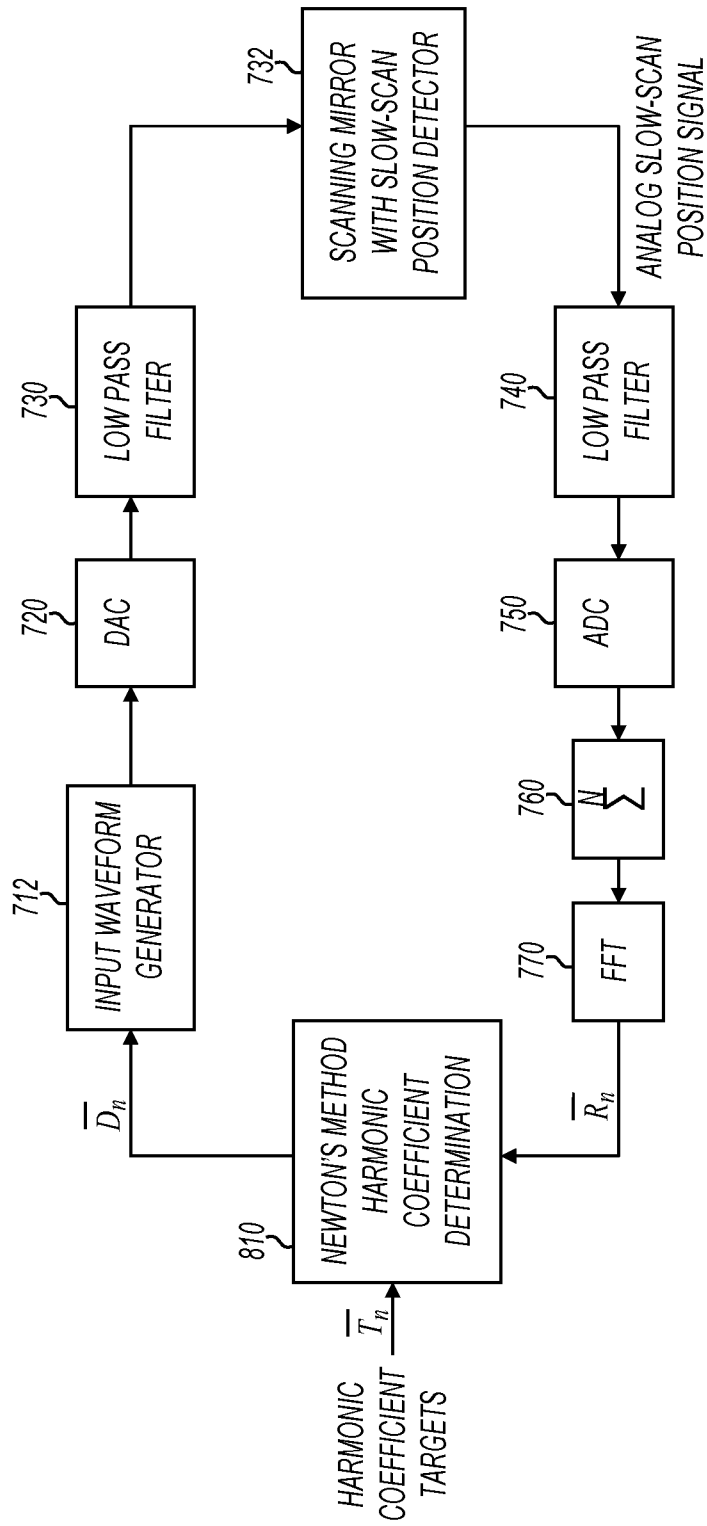 HARMONIC
COEFFICIENT
TARGETS
T̅n
810
NEWTON'S METHOD
HARMONIC
COEFFICIENT
DETERMINATION
D̅n
712
INPUT WAVEFORM
GENERATOR
720
DAC
730
LOW PASS
FILTER
732
SCANNING MIRROR
WITH SLOW-SCAN
POSITION DETECTOR
ANALOG SLOW-SCAN
POSITION SIGNAL
740
LOW PASS
FILTER
750
ADC
760
N
Σ
770
FFT
R̅n